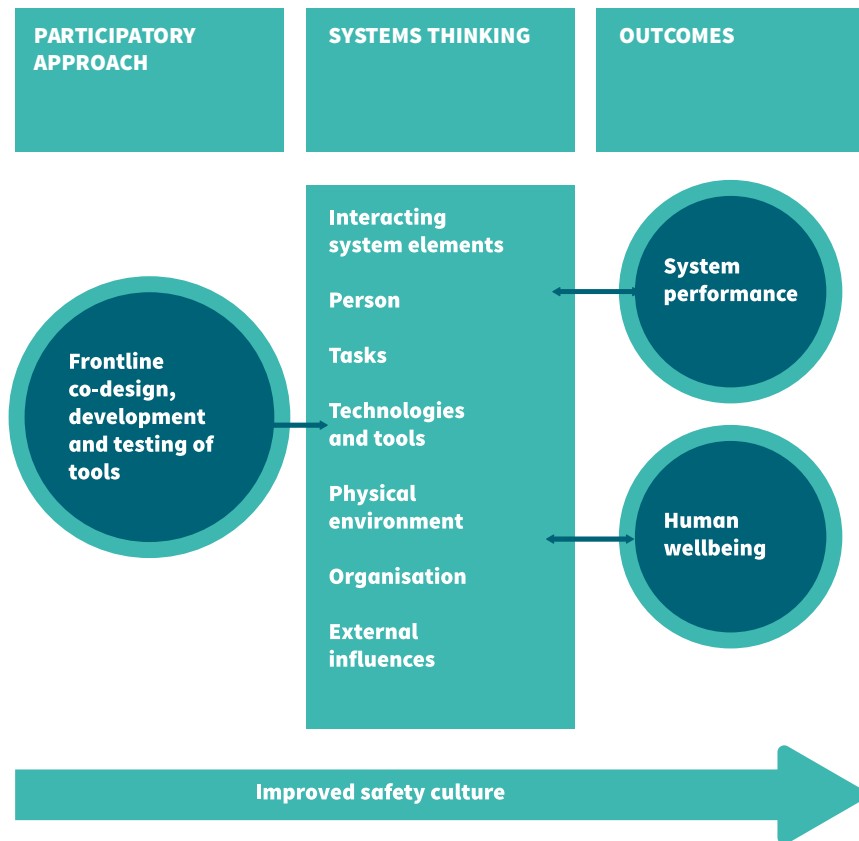 PARTICIPATORY
APPROACH
SYSTEMS THINKING
OUTCOMES
Frontline
co-design,
development
and testing of
tools
Interacting
system elements
Person
Tasks
Technologies
and tools
Physical
environment
Organisation
External
influences
System
performance
Human
wellbeing
Improved safety culture